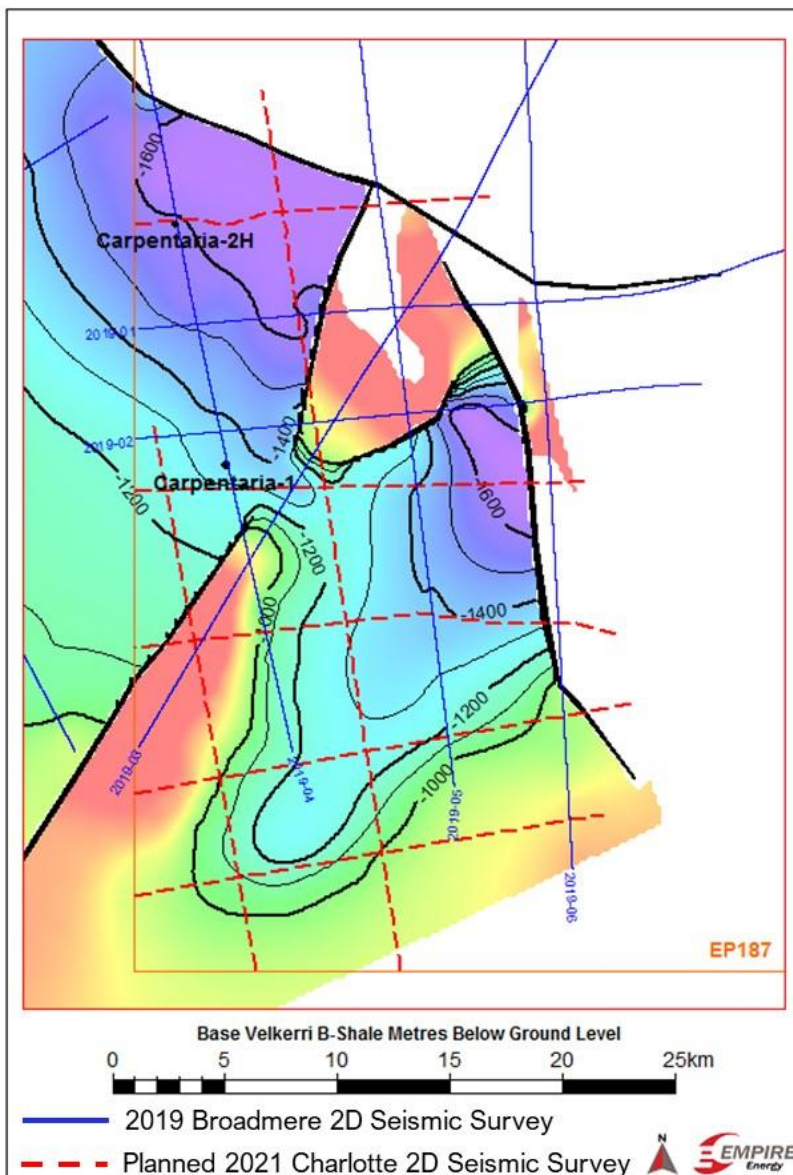 -1600
Carpentaria-2H
2019-01
-1400
2019-02
-1200
Carpentaria-1
-1600
-1200
-1000
-1400
-1200
2019-03
2019-04
-1000
2019-05
2019-06
EP187
Base Velkerri B-Shale Metres Below Ground Level
0 5 10 15 20 25km
2019 Broadmere 2D Seismic Survey
Planned 2021 Charlotte 2D Seismic Survey
N
EMPIRE
Energy